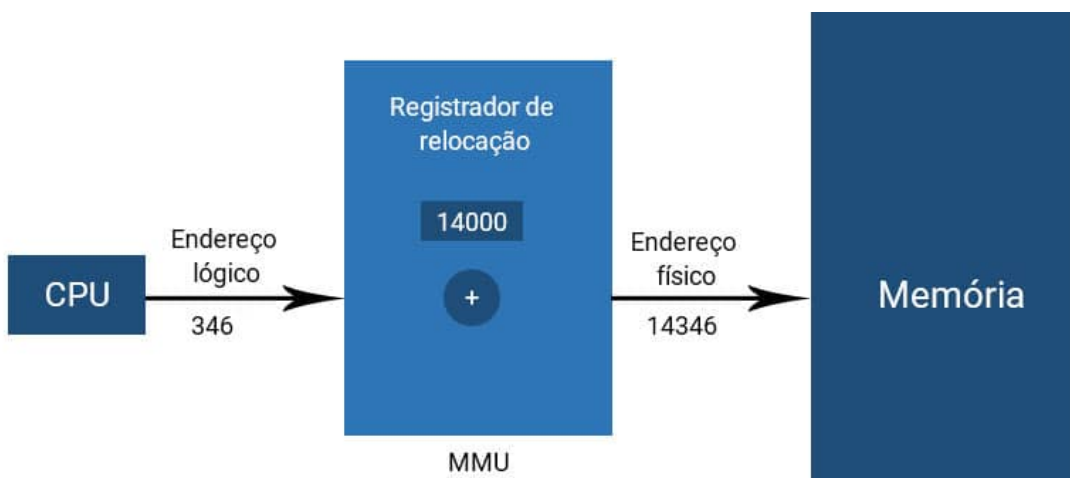 CPU
Endereço
lógico
346
Registrador de
relocação
14000
+
MMU
Endereço
físico
14346
Memória